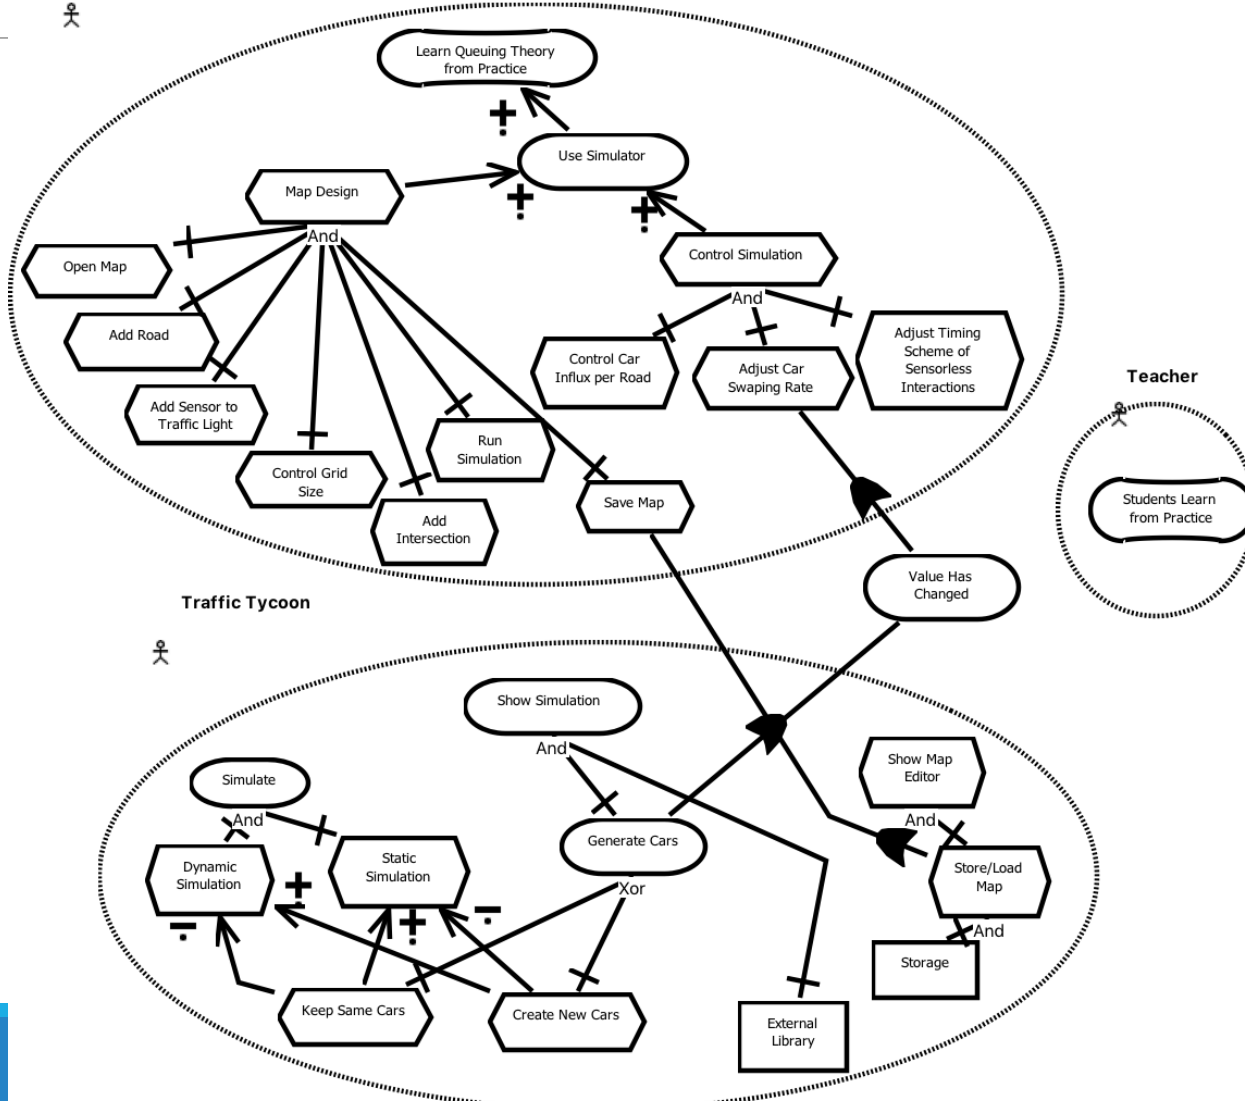 Learn Queuing Theory
from Practice
Use Simulator
Map Design
And
Open Map
Control Simulation
And
Add Road
Adjust Timing
Scheme of
Sensorless
Interactions
Control Car
Influx per Road
Adjust Car
Swaping Rate
Teacher
Add Sensor to
Traffic Light
Run
Simulation
Control Grid
Size
Save Map
Students Learn
from Practice
Add
Intersection
Value Has
Changed
Traffic Tycoon
Show Simulation
And
Show Map
Editor
And
Simulate
And
Generate Cars
Xor
Dynamic
Simulation
Static
Simulation
Store/Load
Map
And
Storage
Keep Same Cars
Create New Cars
External
Library